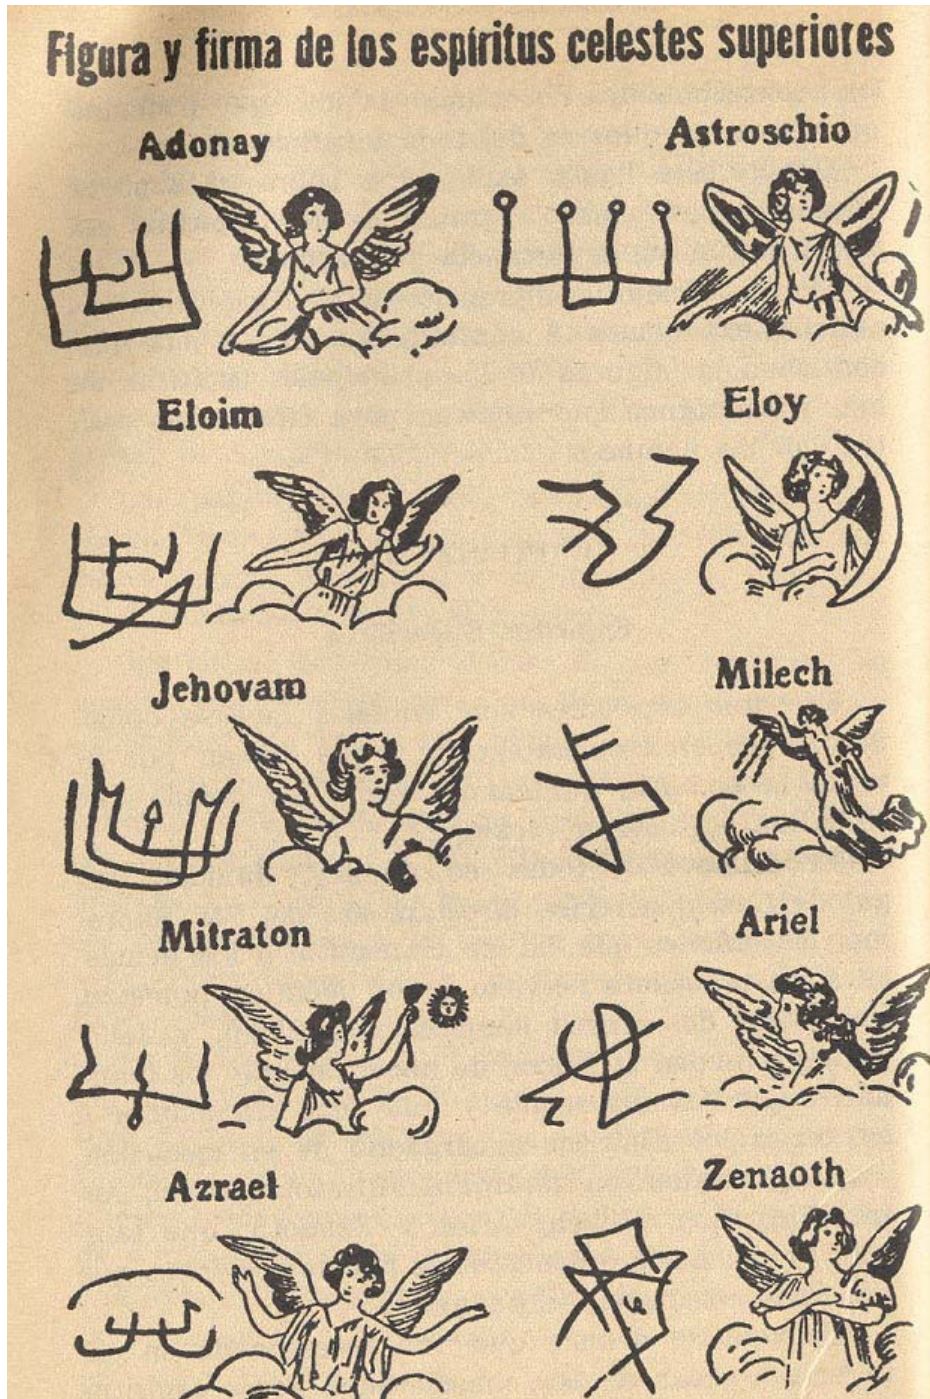 Figura y firma de los espíritus celestes superiores
Adonay
Astroschio
Eloim
Eloy
Jehovam
Milech
Mitraton
Ariel
Azrael
Zenaoth